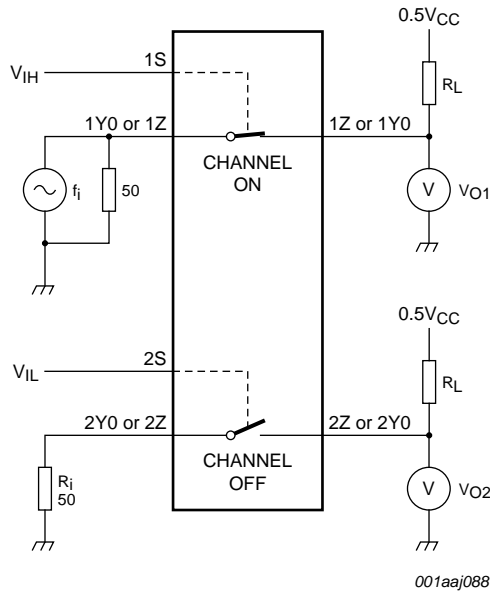 0.5VCC
1S
VIH
RL
1Y0 or 1Z
1Z or 1Y0
CHANNEL
ON
fi
50
V
VO1
0.5VCC
2S
VIL
RL
2Y0 or 2Z
2Z or 2Y0
CHANNEL
OFF
Ri
50
V
VO2
001aaj088